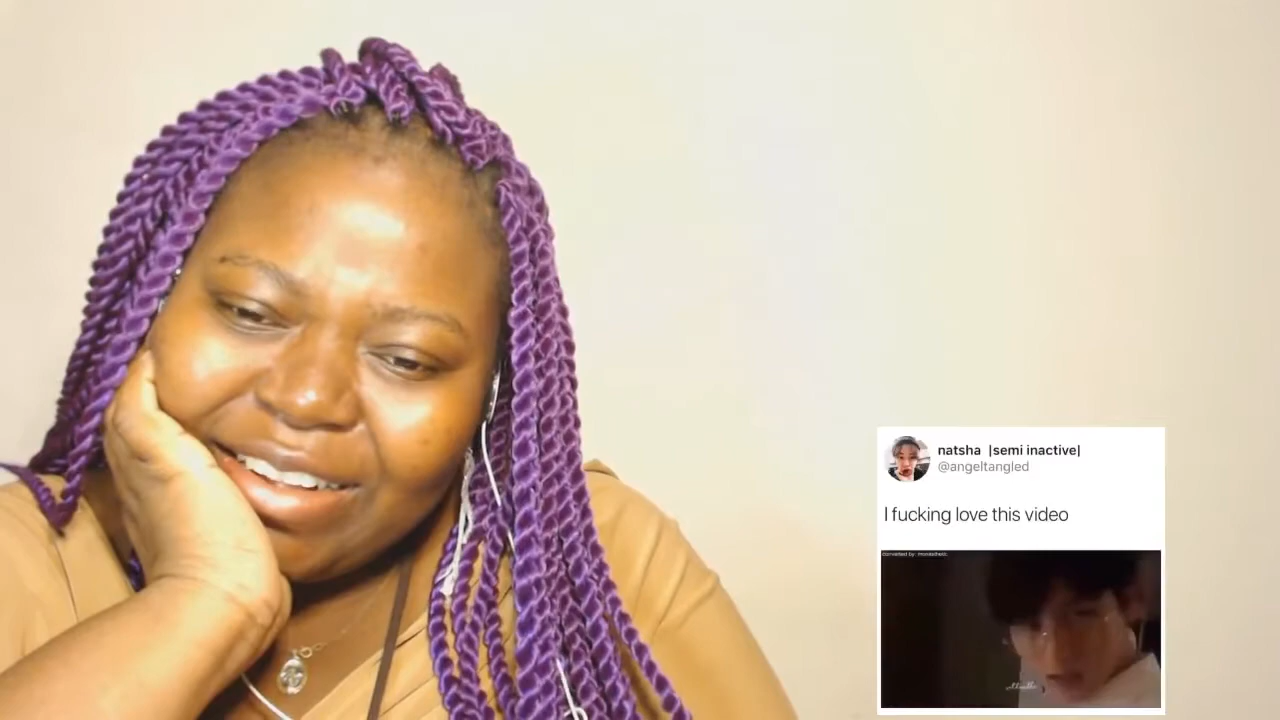 natsha |semi inactive|
@angeltangled
I fucking love this video